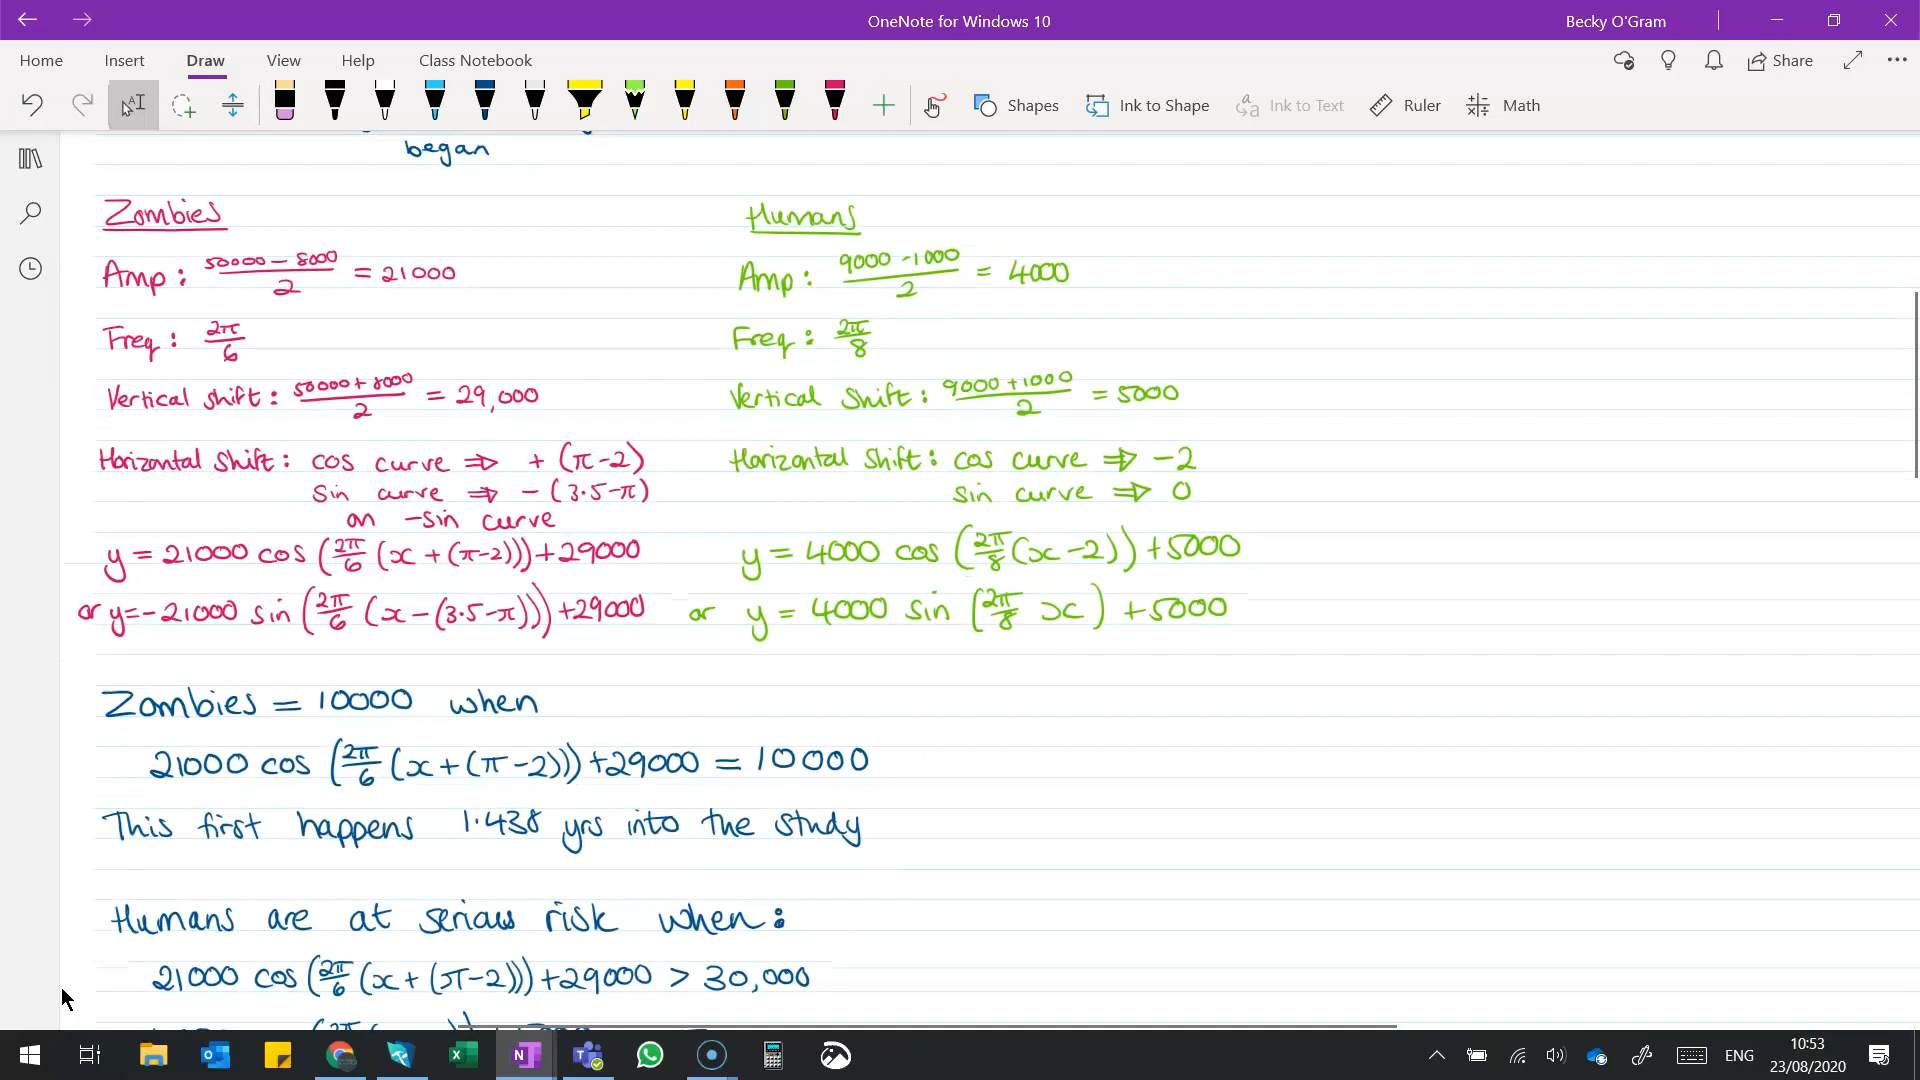 OneNote for Windows 10
Becky O'Gram
Home Insert Draw View Help Class Notebook
Share
Shapes Ink to Shape Ink to Text Ruler Math
began
Zombies
Amp: 50000 - 8000 / 2 = 21000
Freq: 2π/6
Vertical shift: 50000 + 8000 / 2 = 29,000
Horizontal shift: cos curve ⇒ + (π-2)
sin curve ⇒ - (3.5-π)
on -sin curve
y = 21000 cos (2π/6 (x + (π-2))) + 29000
or y = -21000 sin (2π/6 (x - (3.5-π))) + 29000
Humans
Amp: 9000 - 1000 / 2 = 4000
Freq: 2π/8
Vertical Shift: 9000 + 1000 / 2 = 5000
Horizontal shift: cos curve ⇒ -2
sin curve ⇒ 0
y = 4000 cos (2π/8 (x-2)) + 5000
or y = 4000 sin (2π/8 x) + 5000
Zombies = 10000 when
21000 cos (2π/6 (x + (π-2))) + 29000 = 10000
This first happens 1.438 yrs into the study
Humans are at serious risk when:
21000 cos (2π/6 (x + (π-2))) + 29000 > 30,000
ENG
10:53
23/08/2020